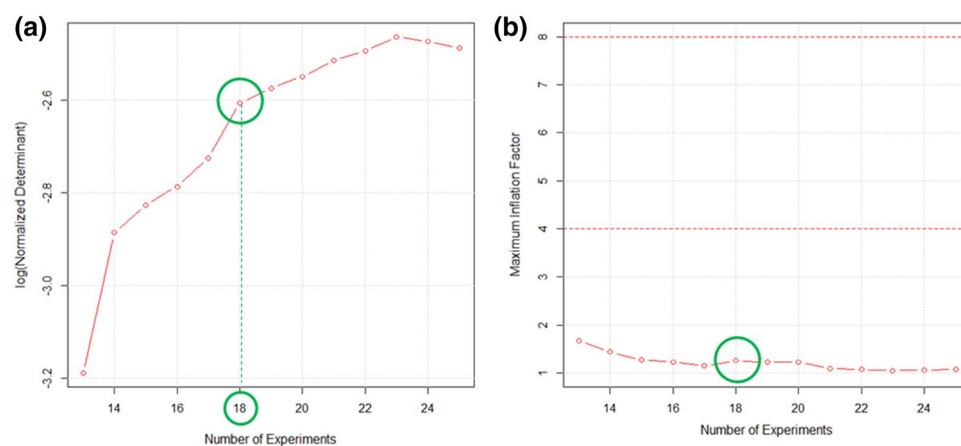 (a)
log(Normalized Determinant)
-2.6
-2.8
-3.0
-3.2
14 16 18 20 22 24
Number of Experiments
(b)
Maximum Inflation Factor
8
7
6
5
4
3
2
1
14 16 18 20 22 24
Number of Experiments